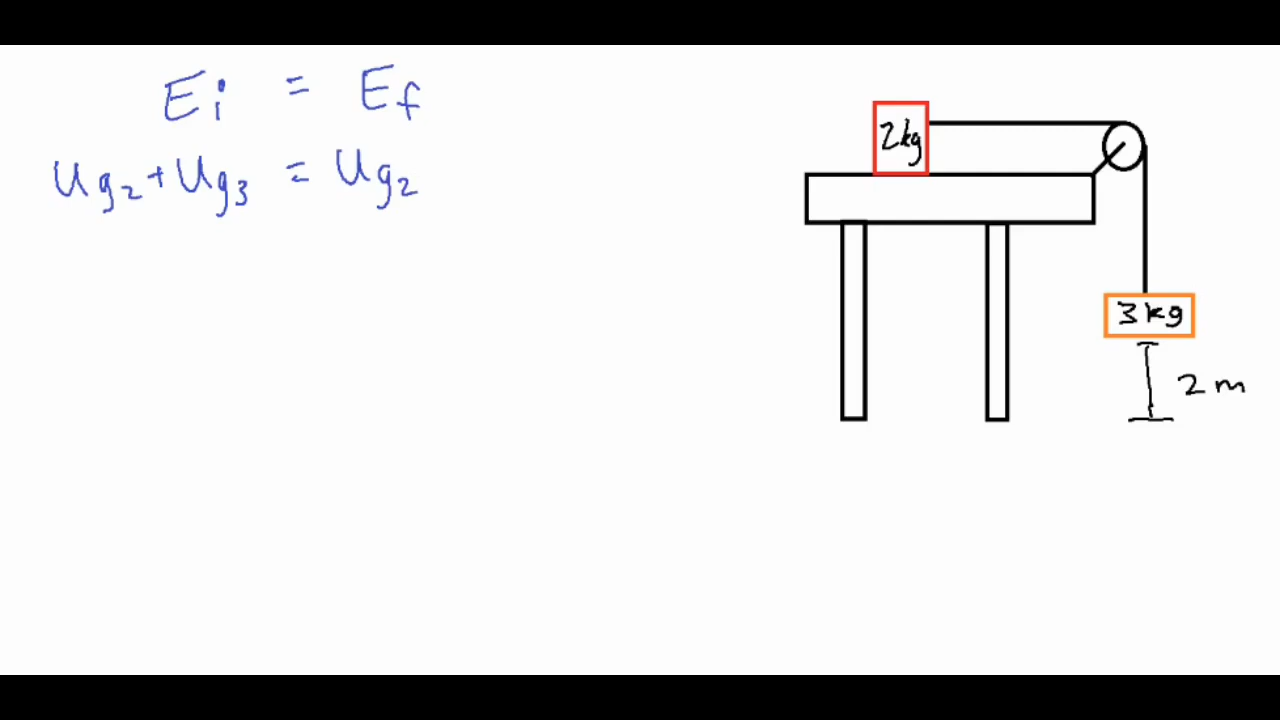 Ei = Ef
Ug2 + Ug3 = Ug2
2kg
3kg
2 m